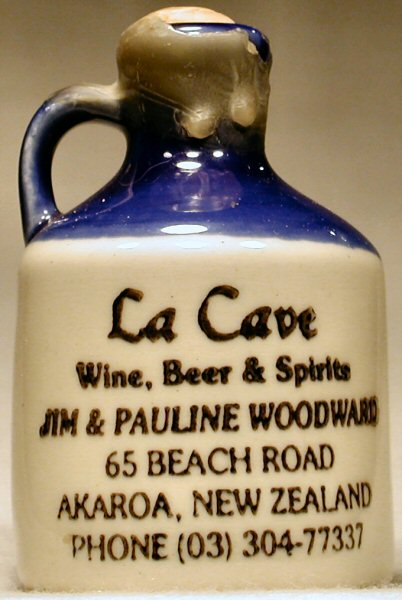 La Cave
Wine, Beer & Spirits
JIM & PAULINE WOODWARD
65 BEACH ROAD
AKAROA, NEW ZEALAND
PHONE (03) 304-77337